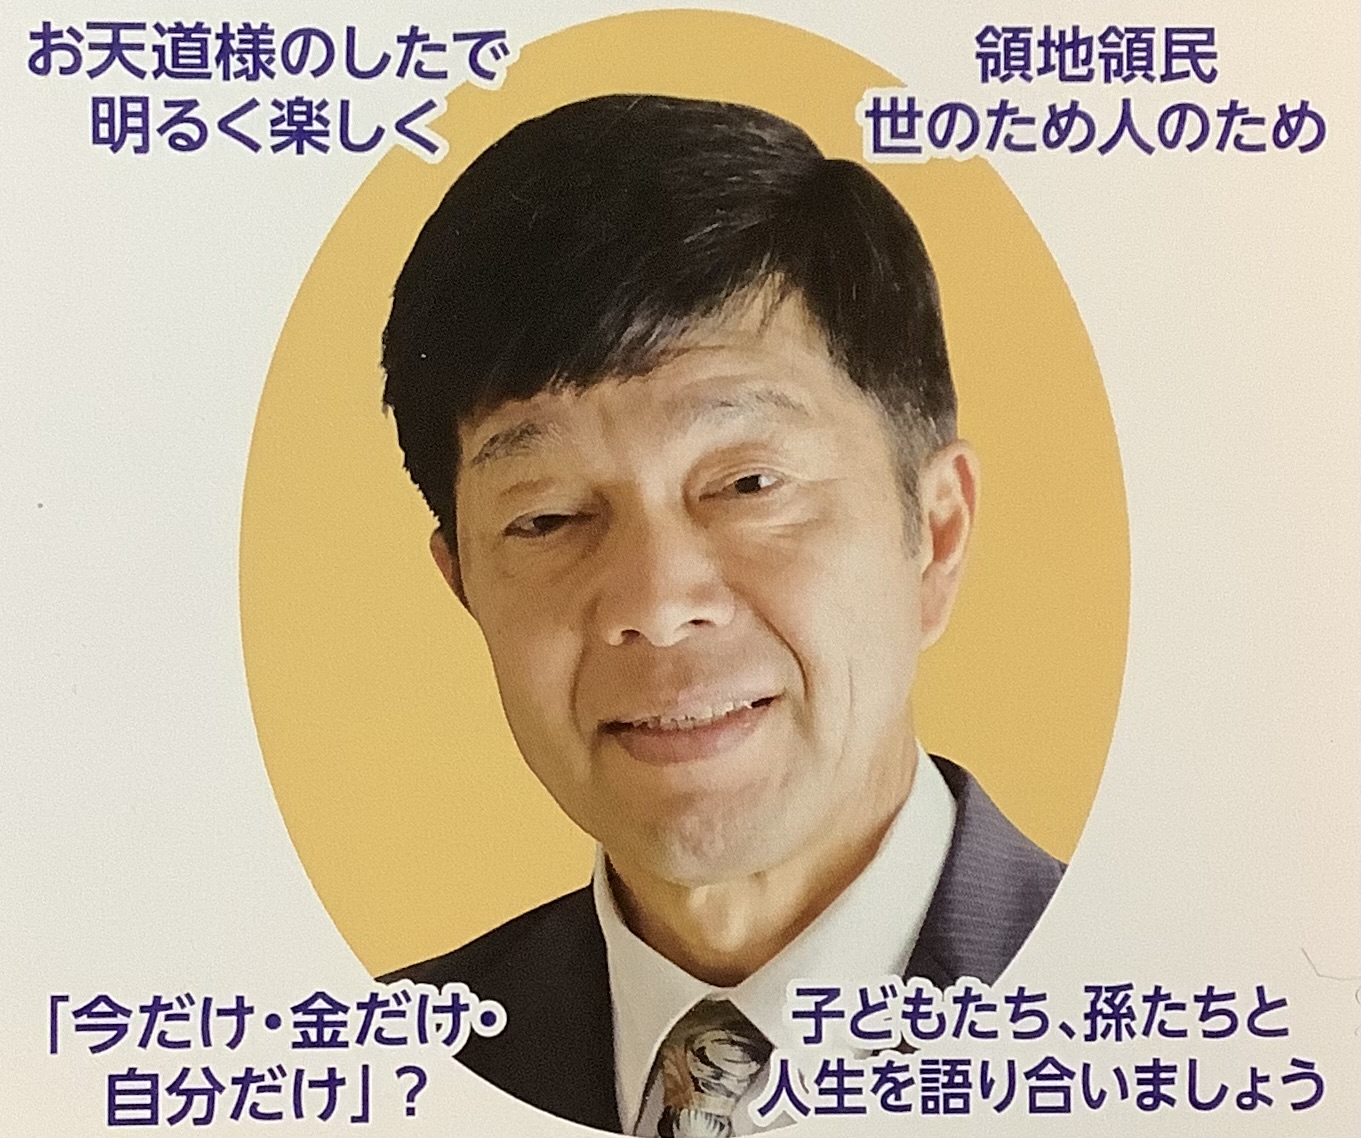 お天道様のしたで
明るく楽しく
領地領民
世のため人のため
「今だけ・金だけ・
自分だけ」？
子どもたち、孫たちと
人生を語り合いましょう